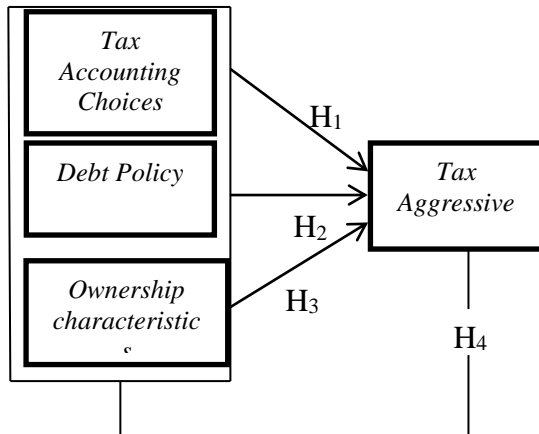 Tax
Accounting
Choices
H1
Debt Policy
Tax
Aggressive
H2
Ownership
characteristic
s
H3
H4